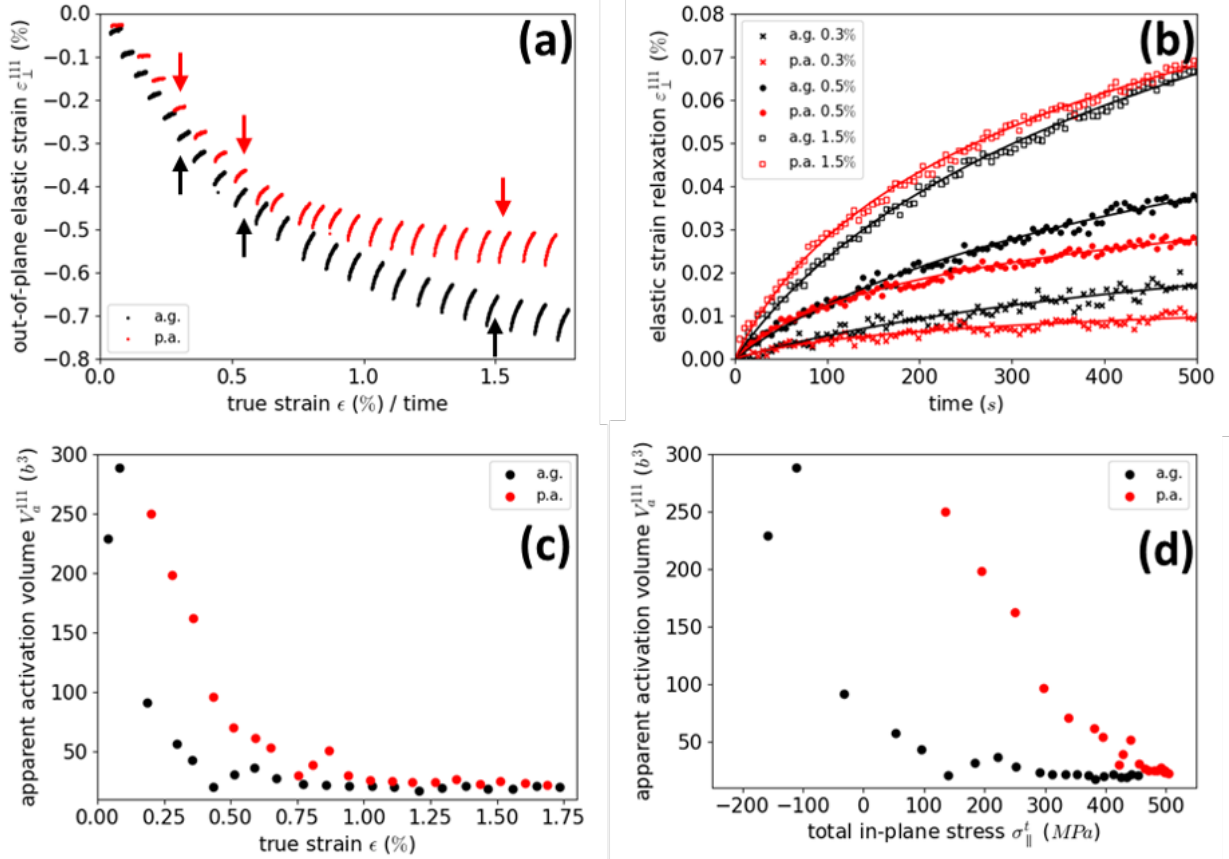 (a)
out-of-plane elastic strain ε⊥¹¹¹ (%)
0.0
−0.1
−0.2
−0.3
−0.4
−0.5
−0.6
−0.7
−0.8
a.g.
p.a.
0.0 0.5 1.0 1.5
true strain ϵ (%) / time
(b)
elastic strain relaxation ε⊥¹¹¹ (%)
0.08
0.07
0.06
0.05
0.04
0.03
0.02
0.01
0.00
a.g. 0.3%
p.a. 0.3%
a.g. 0.5%
p.a. 0.5%
a.g. 1.5%
p.a. 1.5%
0 100 200 300 400 500
time (s)
(c)
apparent activation volume Vₐ¹¹¹ (b³)
300
250
200
150
100
50
a.g.
p.a.
0.00 0.25 0.50 0.75 1.00 1.25 1.50 1.75
true strain ϵ (%)
(d)
apparent activation volume Vₐ¹¹¹ (b³)
300
250
200
150
100
50
a.g.
p.a.
−200 −100 0 100 200 300 400 500
total in-plane stress σ∥ᵗ (MPa)